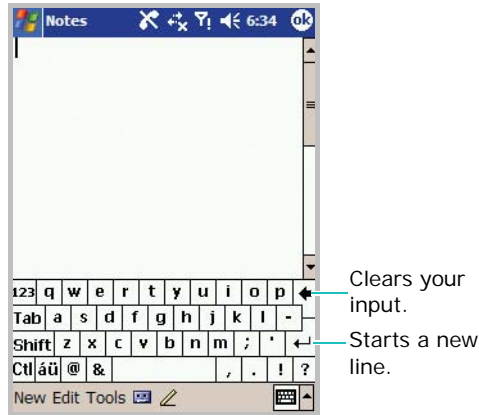 Notes 6:34 ok
123 q w e r t y u i o p
Tab a s d f g h j k l -
Shift z x c v b n m ; '
Ctl áü @ & , . ! ?
New Edit Tools
Clears your
input.
Starts a new
line.